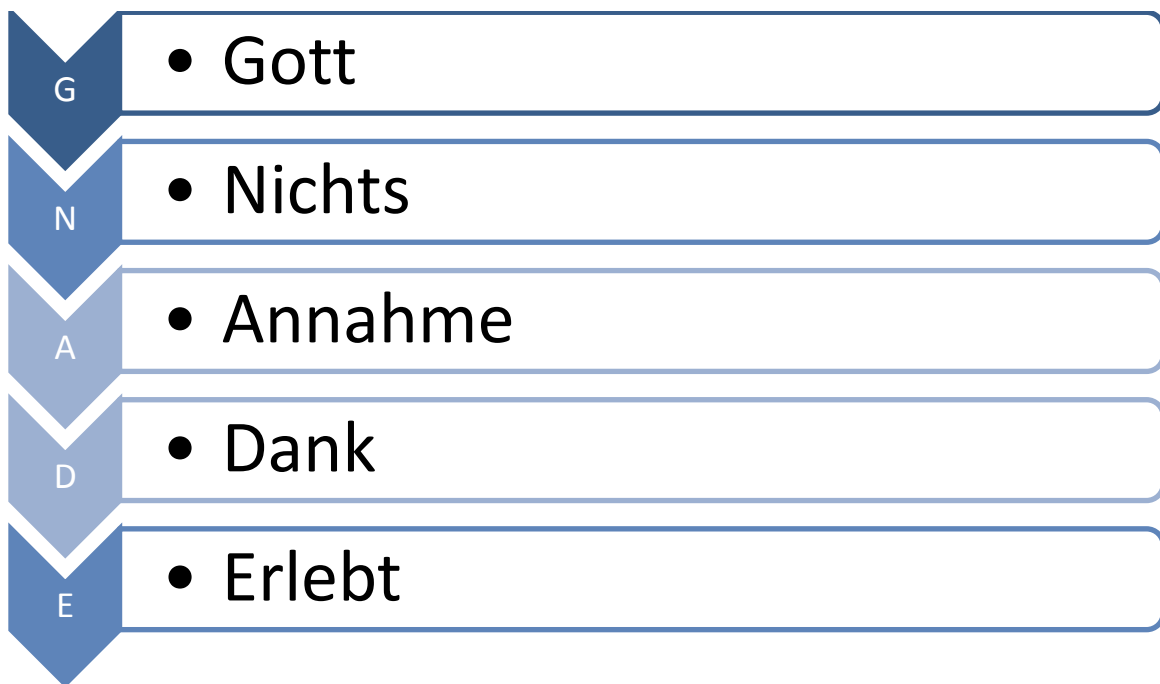 G
• Gott
N
• Nichts
A
• Annahme
D
• Dank
E
• Erlebt